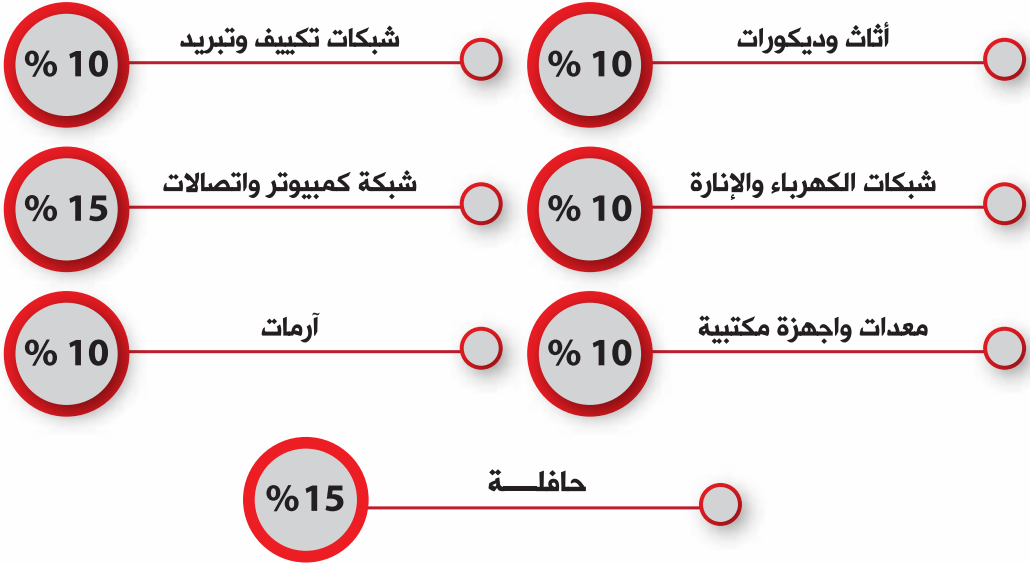 أثاث وديكورات
% 10
شبكات تكييف وتبريد
% 10
شبكات الكهرباء والإنارة
% 10
شبكة كمبيوتر واتصالات
% 15
معدات واجهزة مكتبية
% 10
آرمات
% 10
حافلـــة
%15